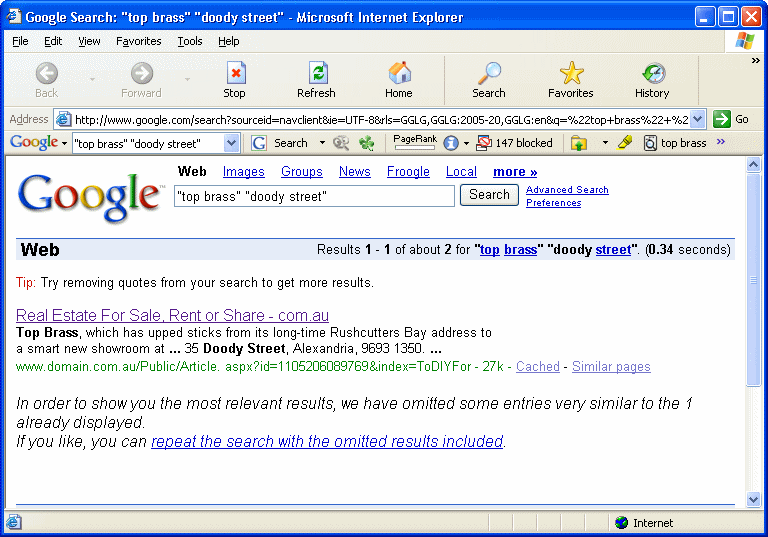 Google Search: "top brass" "doody street" - Microsoft Internet Explorer
File Edit View Favorites Tools Help
Back Forward Stop Refresh Home Search Favorites History »
Address http://www.google.com/search?sourceid=navclient&ie=UTF-8&rls=GGLG,GGLG:2005-20,GGLG:en&q=%22top+brass%22+%2 Go
Google "top brass" "doody street" G Search PageRank 147 blocked top brass »
Google™ Web Images Groups News Froogle Local more »
"top brass" "doody street" Search Advanced Search
Preferences
Web Results 1 - 1 of about 2 for "top brass" "doody street". (0.34 seconds)
Tip: Try removing quotes from your search to get more results.
Real Estate For Sale, Rent or Share - com.au
Top Brass, which has upped sticks from its long-time Rushcutters Bay address to
a smart new showroom at ... 35 Doody Street, Alexandria, 9693 1350. ...
www.domain.com.au/Public/Article. aspx?id=1105206089769&index=ToDIYFor - 27k - Cached - Similar pages
In order to show you the most relevant results, we have omitted some entries very similar to the 1
already displayed.
If you like, you can repeat the search with the omitted results included.
Internet